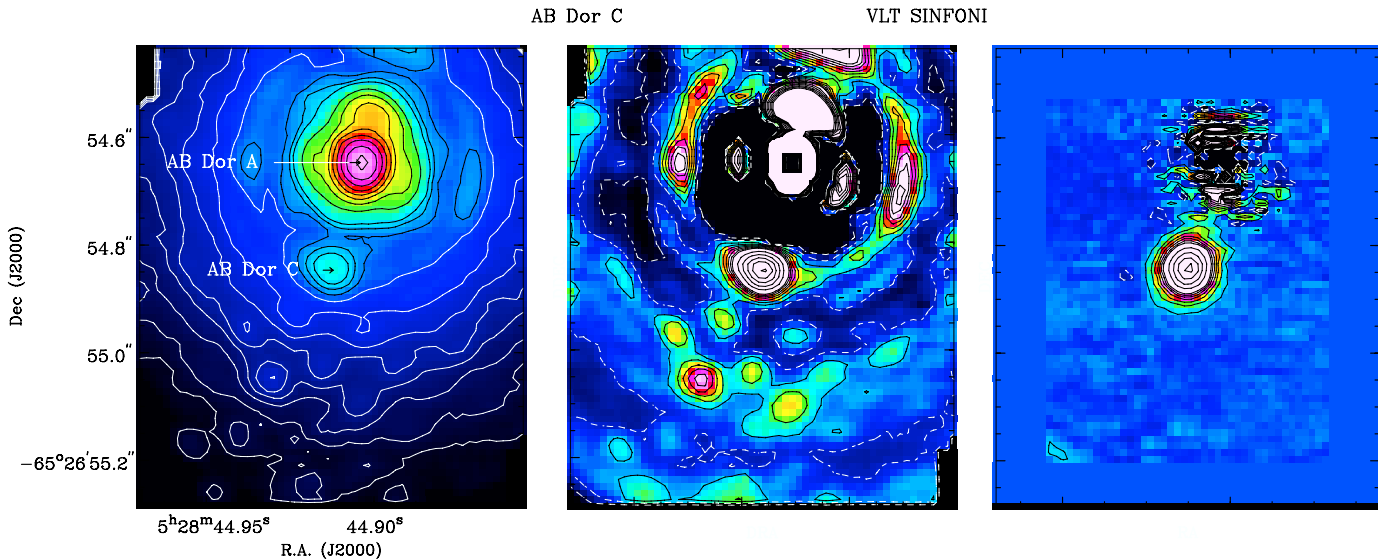 AB Dor C VLT SINFONI
54.6"
AB Dor A
54.8"
AB Dor C
Dec (J2000)
55.0"
−65°26′55.2"
5ʰ28ᵐ44.95ˢ 44.90ˢ
R.A. (J2000)